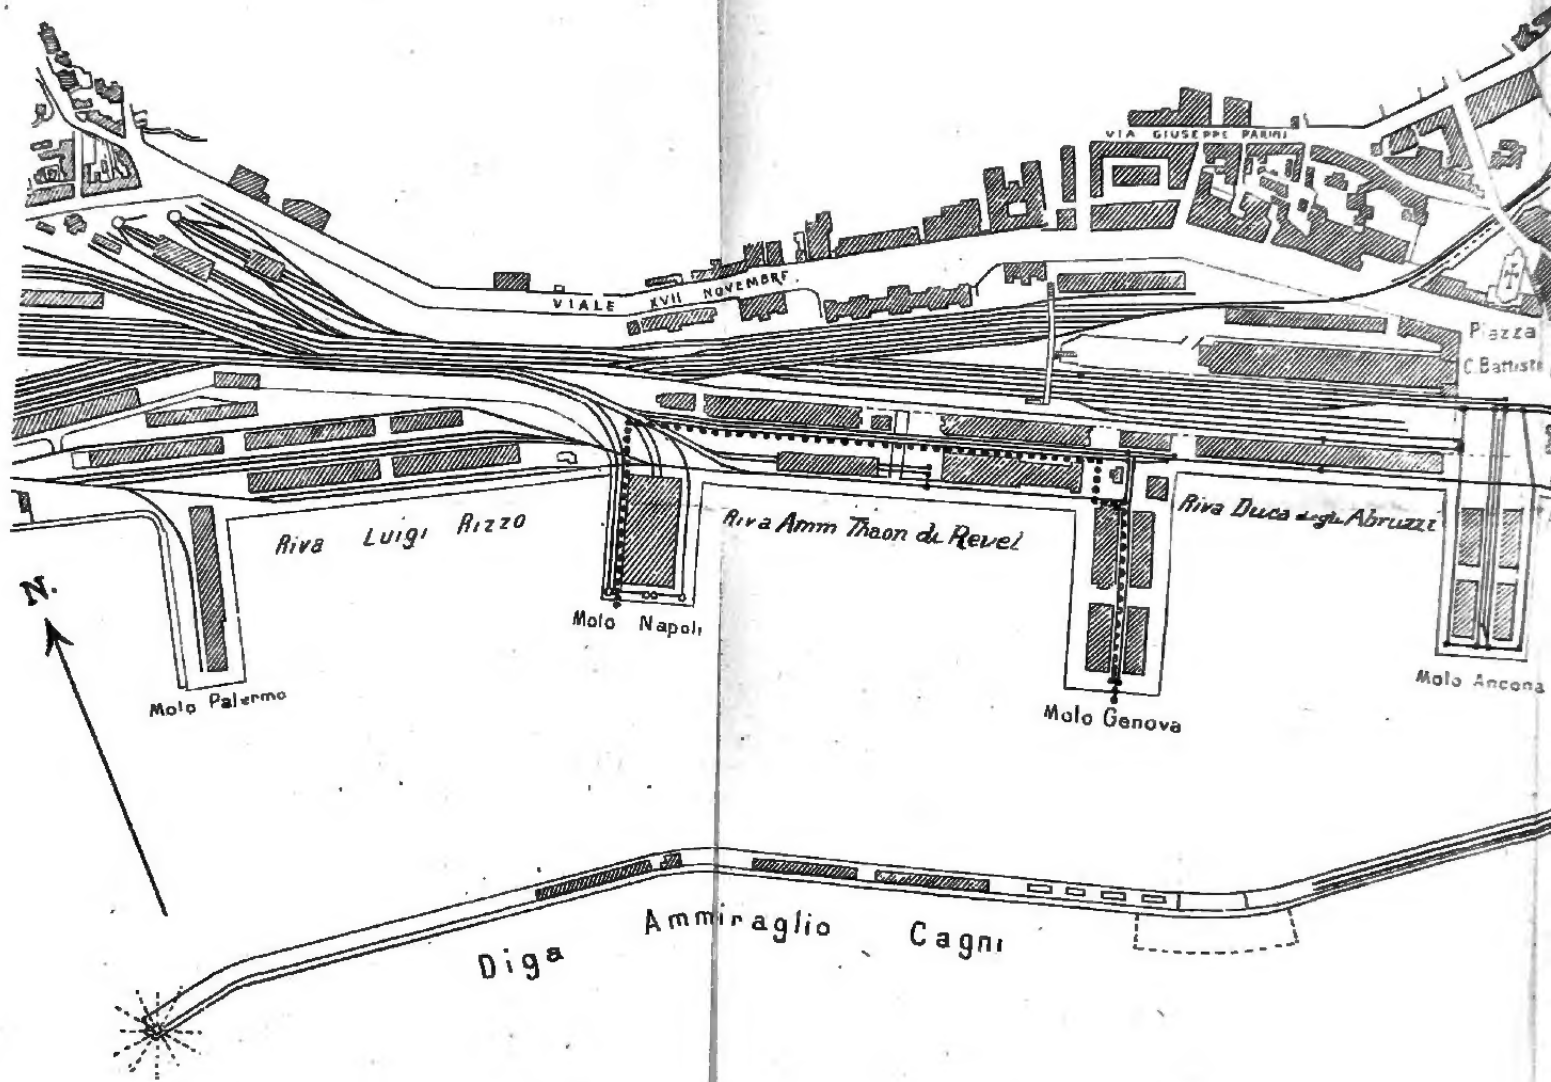 VIA GIUSEPPE PARINI
VIALE XVII NOVEMBRE
Piazza
C. Battisti
Riva Luigi Rizzo
Riva Amm Thaon di Revel
Riva Duca degli Abruzzi
N.
Molo Napoli
Molo Palermo
Molo Genova
Molo Ancona
Diga Ammiraglio Cagni